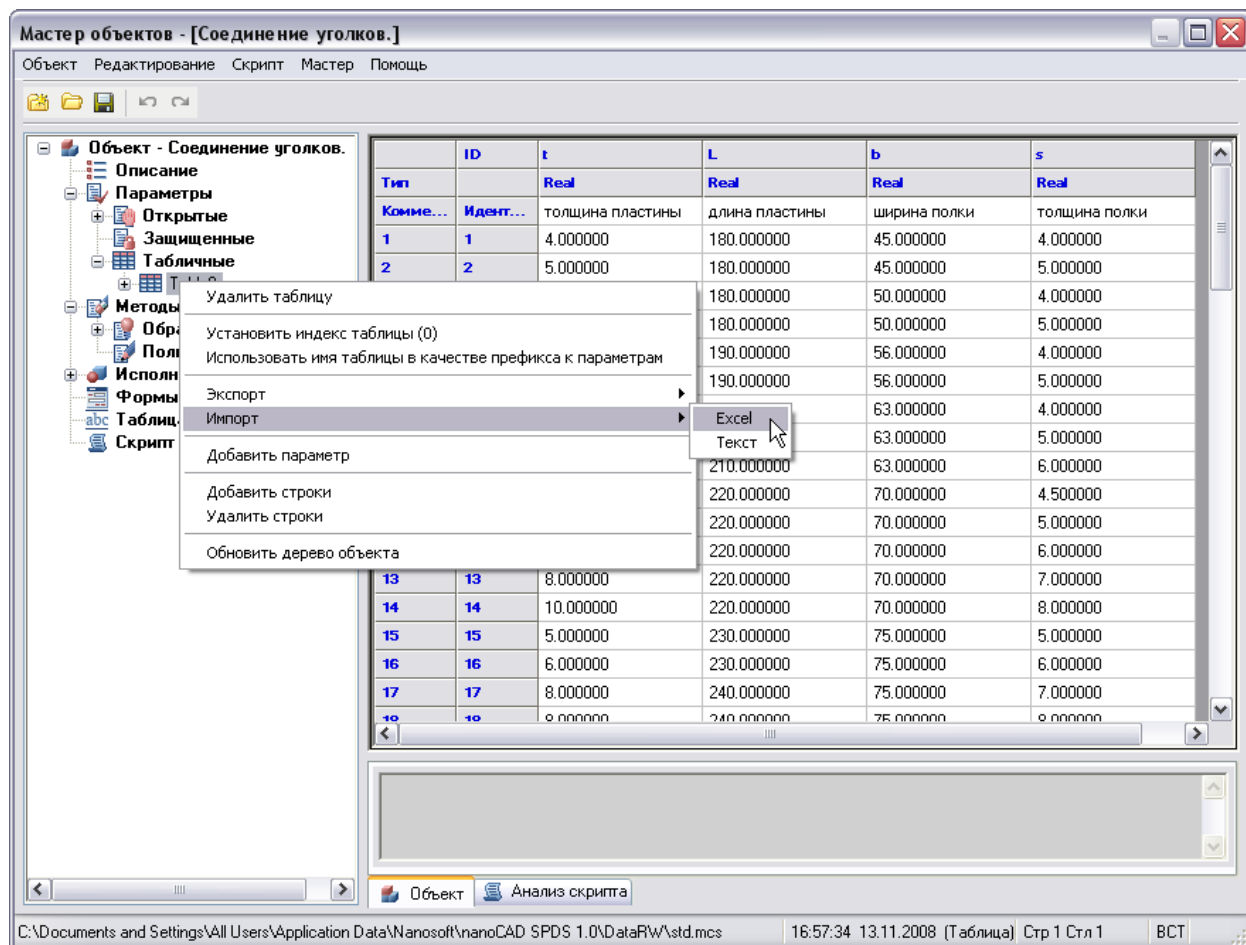 Мастер объектов - [Соединение уголков.]
Объект Редактирование Скрипт Мастер Помощь
Объект - Соединение уголков.
Описание
Параметры
Открытые
Защищенные
Табличные
Методы
Исполн
Формы
abc Таблиц
Скрипт
ID t L b s
Тип Real Real Real Real
Комме... Идент... толщина пластины длина пластины ширина полки толщина полки
1 1 4.000000 180.000000 45.000000 4.000000
2 2 5.000000 180.000000 45.000000 5.000000
180.000000 50.000000 4.000000
180.000000 50.000000 5.000000
190.000000 56.000000 4.000000
190.000000 56.000000 5.000000
63.000000 4.000000
63.000000 5.000000
210.000000 63.000000 6.000000
220.000000 70.000000 4.500000
220.000000 70.000000 5.000000
220.000000 70.000000 6.000000
13 13 8.000000 220.000000 70.000000 7.000000
14 14 10.000000 220.000000 70.000000 8.000000
15 15 5.000000 230.000000 75.000000 5.000000
16 16 6.000000 230.000000 75.000000 6.000000
17 17 8.000000 240.000000 75.000000 7.000000
Удалить таблицу
Установить индекс таблицы (0)
Использовать имя таблицы в качестве префикса к параметрам
Экспорт
Импорт
Добавить параметр
Добавить строки
Удалить строки
Обновить дерево объекта
Excel
Текст
Объект Анализ скрипта
C:\Documents and Settings\All Users\Application Data\Nanosoft\nanoCAD SPDS 1.0\DataRW\std.mcs 16:57:34 13.11.2008 (Таблица) Стр 1 Стл 1 ВСТ